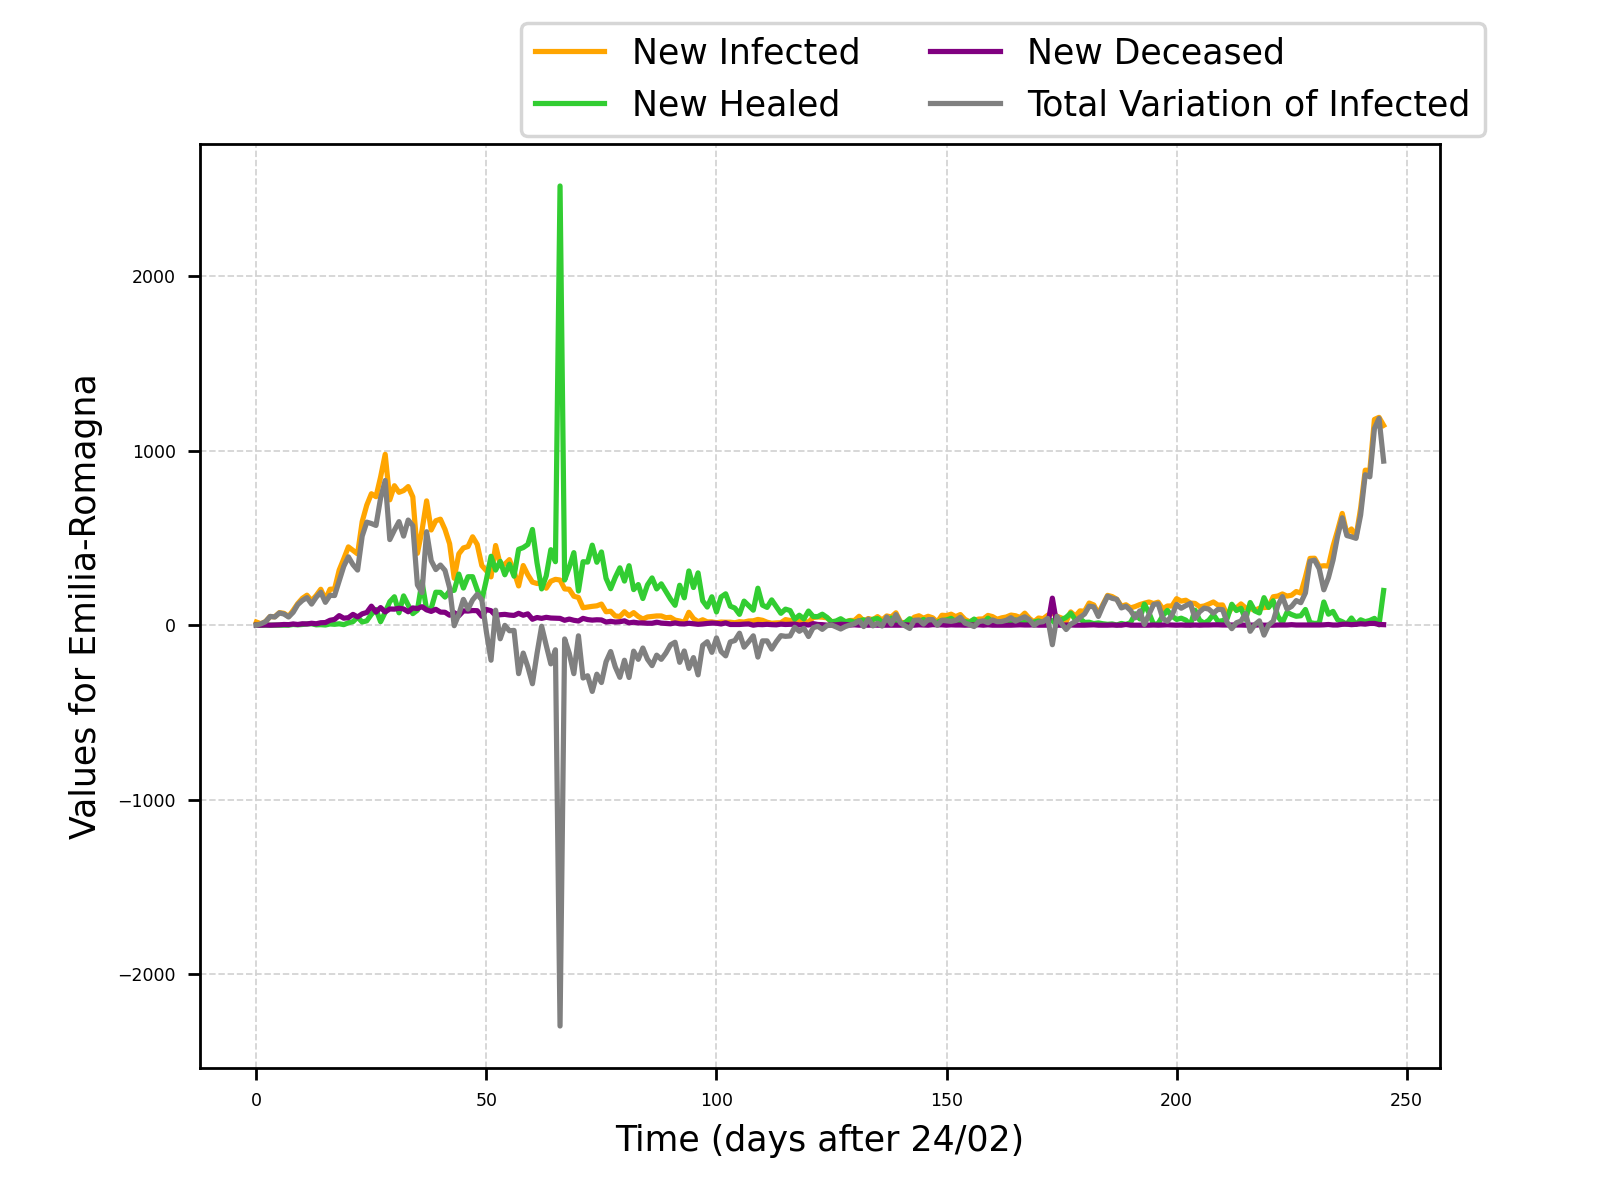 New Infected
New Healed
New Deceased
Total Variation of Infected
Values for Emilia-Romagna
2000
1000
0
−1000
−2000
0
50
100
150
200
250
Time (days after 24/02)